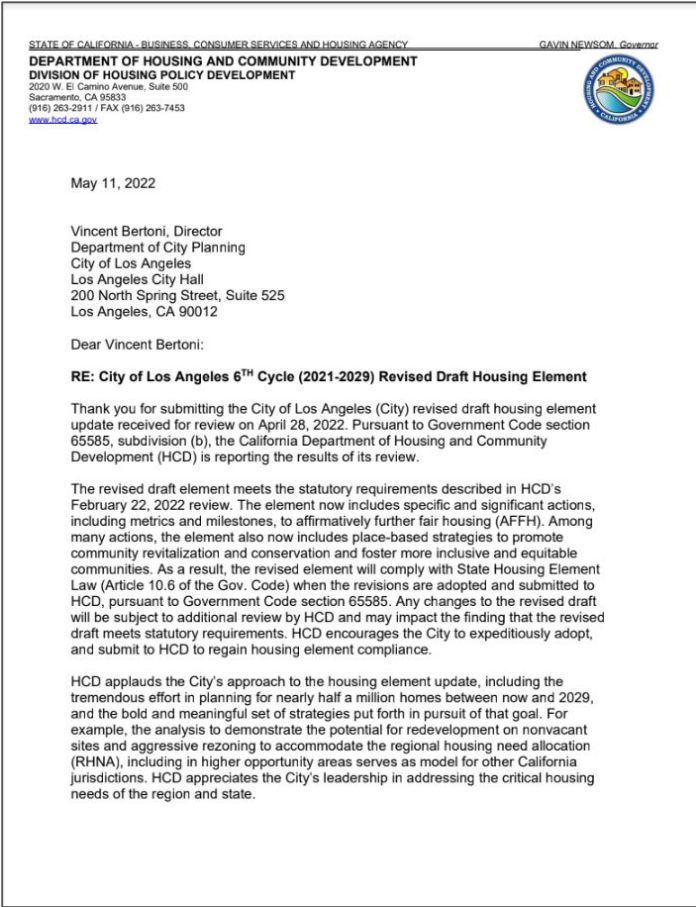 STATE OF CALIFORNIA - BUSINESS, CONSUMER SERVICES AND HOUSING AGENCY GAVIN NEWSOM, Governor
DEPARTMENT OF HOUSING AND COMMUNITY DEVELOPMENT
DIVISION OF HOUSING POLICY DEVELOPMENT
2020 W. El Camino Avenue, Suite 500
Sacramento, CA 95833
(916) 263-2911 / FAX (916) 263-7453
www.hcd.ca.gov
HOUSING AND COMMUNITY DEVELOPMENT
CALIFORNIA
May 11, 2022
Vincent Bertoni, Director
Department of City Planning
City of Los Angeles
Los Angeles City Hall
200 North Spring Street, Suite 525
Los Angeles, CA 90012
Dear Vincent Bertoni:
RE: City of Los Angeles 6TH Cycle (2021-2029) Revised Draft Housing Element
Thank you for submitting the City of Los Angeles (City) revised draft housing element
update received for review on April 28, 2022. Pursuant to Government Code section
65585, subdivision (b), the California Department of Housing and Community
Development (HCD) is reporting the results of its review.
The revised draft element meets the statutory requirements described in HCD's
February 22, 2022 review. The element now includes specific and significant actions,
including metrics and milestones, to affirmatively further fair housing (AFFH). Among
many actions, the element also now includes place-based strategies to promote
community revitalization and conservation and foster more inclusive and equitable
communities. As a result, the revised element will comply with State Housing Element
Law (Article 10.6 of the Gov. Code) when the revisions are adopted and submitted to
HCD, pursuant to Government Code section 65585. Any changes to the revised draft
will be subject to additional review by HCD and may impact the finding that the revised
draft meets statutory requirements. HCD encourages the City to expeditiously adopt,
and submit to HCD to regain housing element compliance.
HCD applauds the City's approach to the housing element update, including the
tremendous effort in planning for nearly half a million homes between now and 2029,
and the bold and meaningful set of strategies put forth in pursuit of that goal. For
example, the analysis to demonstrate the potential for redevelopment on nonvacant
sites and aggressive rezoning to accommodate the regional housing need allocation
(RHNA), including in higher opportunity areas serves as model for other California
jurisdictions. HCD appreciates the City's leadership in addressing the critical housing
needs of the region and state.